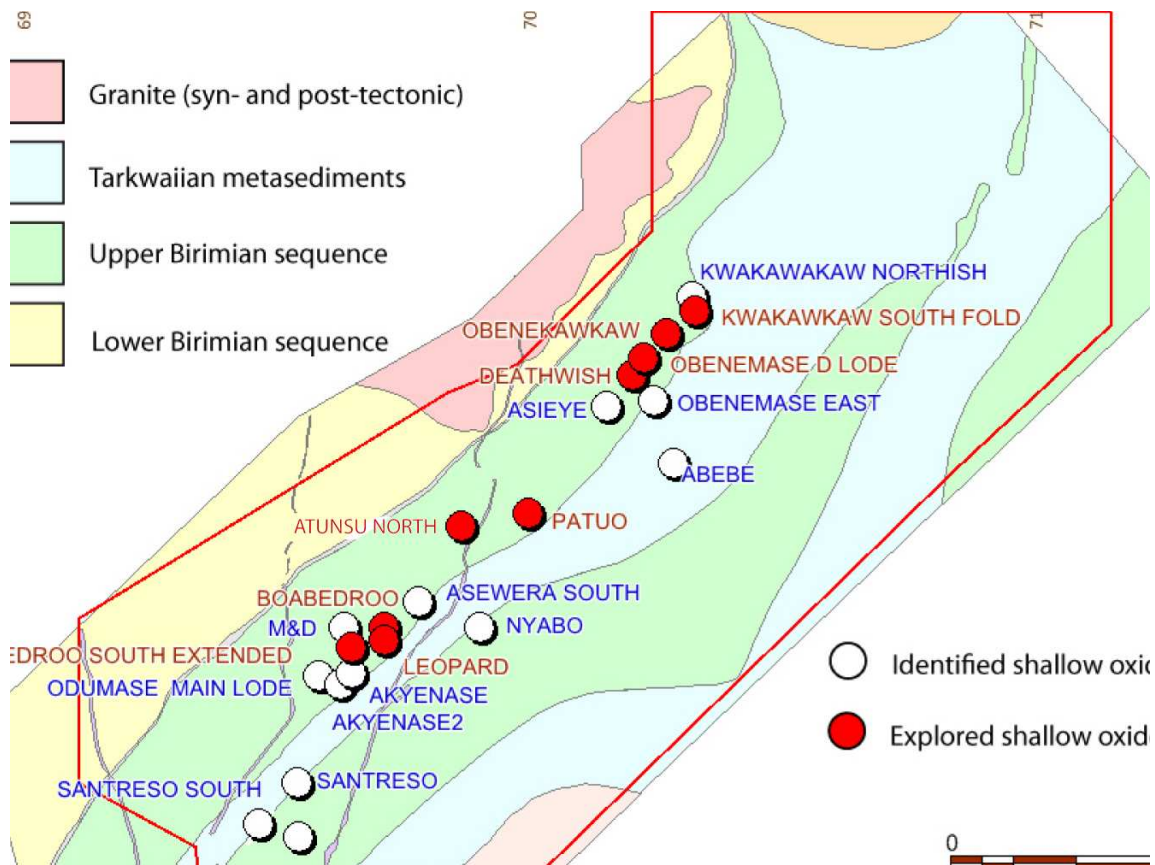 69
70
71
Granite (syn- and post-tectonic)
Tarkwaiian metasediments
Upper Birimian sequence
Lower Birimian sequence
KWAKAWAKAW NORTHISH
OBENEKAWKAW
KWAKAWKAW SOUTH FOLD
DEATHWISH
OBENEMASE D LODE
ASIEYE
OBENEMASE EAST
ABEBE
ATUNSU NORTH
PATUO
BOABEDROO
ASEWERA SOUTH
M&D
NYABO
EDROO SOUTH EXTENDED
LEOPARD
ODUMASE MAIN LODE
AKYENASE
AKYENASE2
Identified shallow oxid
Explored shallow oxide
SANTRESO SOUTH
SANTRESO
0